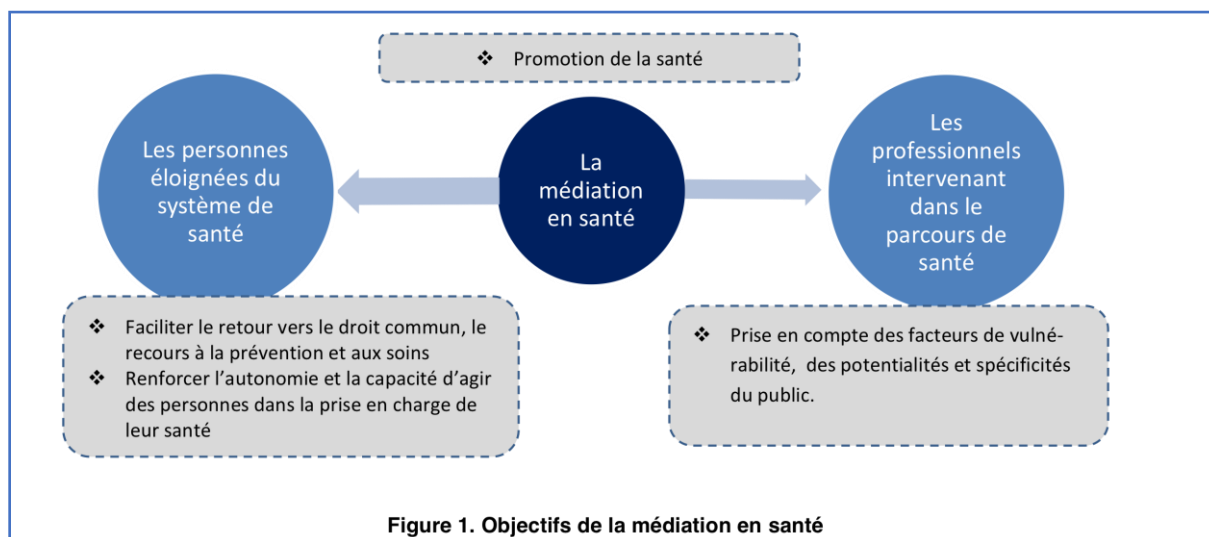 ❖ Promotion de la santé
Les personnes
éloignées du
système de
santé
La
médiation
en santé
Les
professionnels
intervenant
dans le
parcours de
santé
❖ Faciliter le retour vers le droit commun, le
recours à la prévention et aux soins
❖ Renforcer l’autonomie et la capacité d’agir
des personnes dans la prise en charge de
leur santé
❖ Prise en compte des facteurs de vulné-
rabilité, des potentialités et spécificités
du public.
Figure 1. Objectifs de la médiation en santé